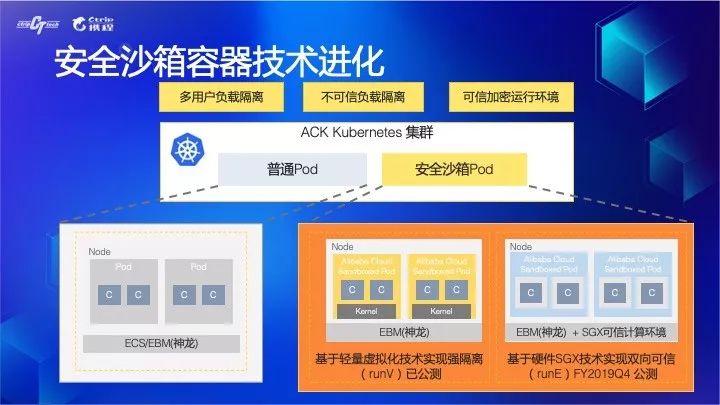 Ctrip tech
Ctrip
携程
安全沙箱容器技术进化
多用户负载隔离
不可信负载隔离
可信加密运行环境
ACK Kubernetes 集群
普通Pod
安全沙箱Pod
Node
Pod
Pod
C
C
C
C
ECS/EBM(神龙)
Node
Alibaba Cloud
Sandboxed Pod
Alibaba Cloud
Sandboxed Pod
C
C
C
C
Kernel
Kernel
EBM(神龙)
基于轻量虚拟化技术实现强隔离
（runV）已公测
Node
Alibaba Cloud
Sandboxed Pod
Alibaba Cloud
Sandboxed Pod
C
C
C
C
EBM(神龙) + SGX可信计算环境
基于硬件SGX技术实现双向可信
（runE）FY2019Q4 公测